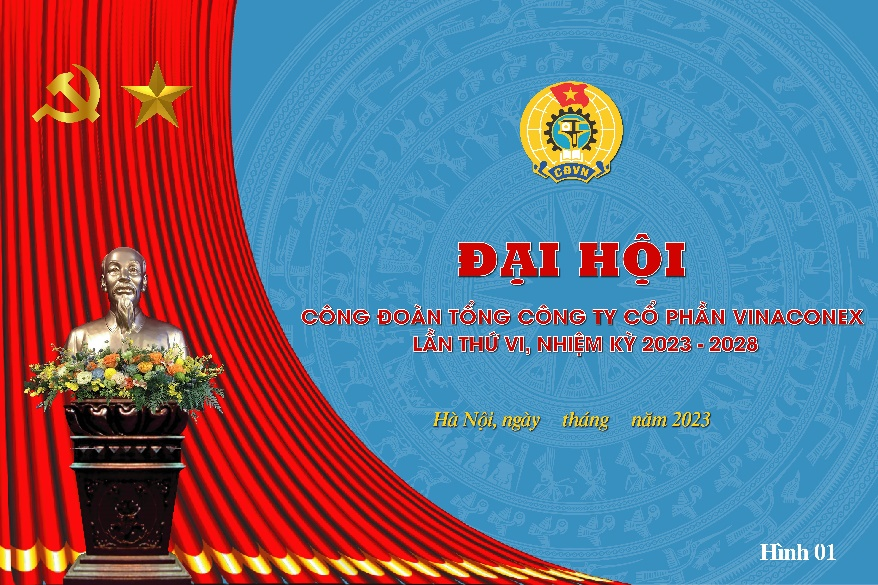 CĐVN
ĐẠI HỘI
CÔNG ĐOÀN TỔNG CÔNG TY CỔ PHẦN VINACONEX
LẦN THỨ VI, NHIỆM KỲ 2023 - 2028
Hà Nội, ngày tháng năm 2023
Hình 01